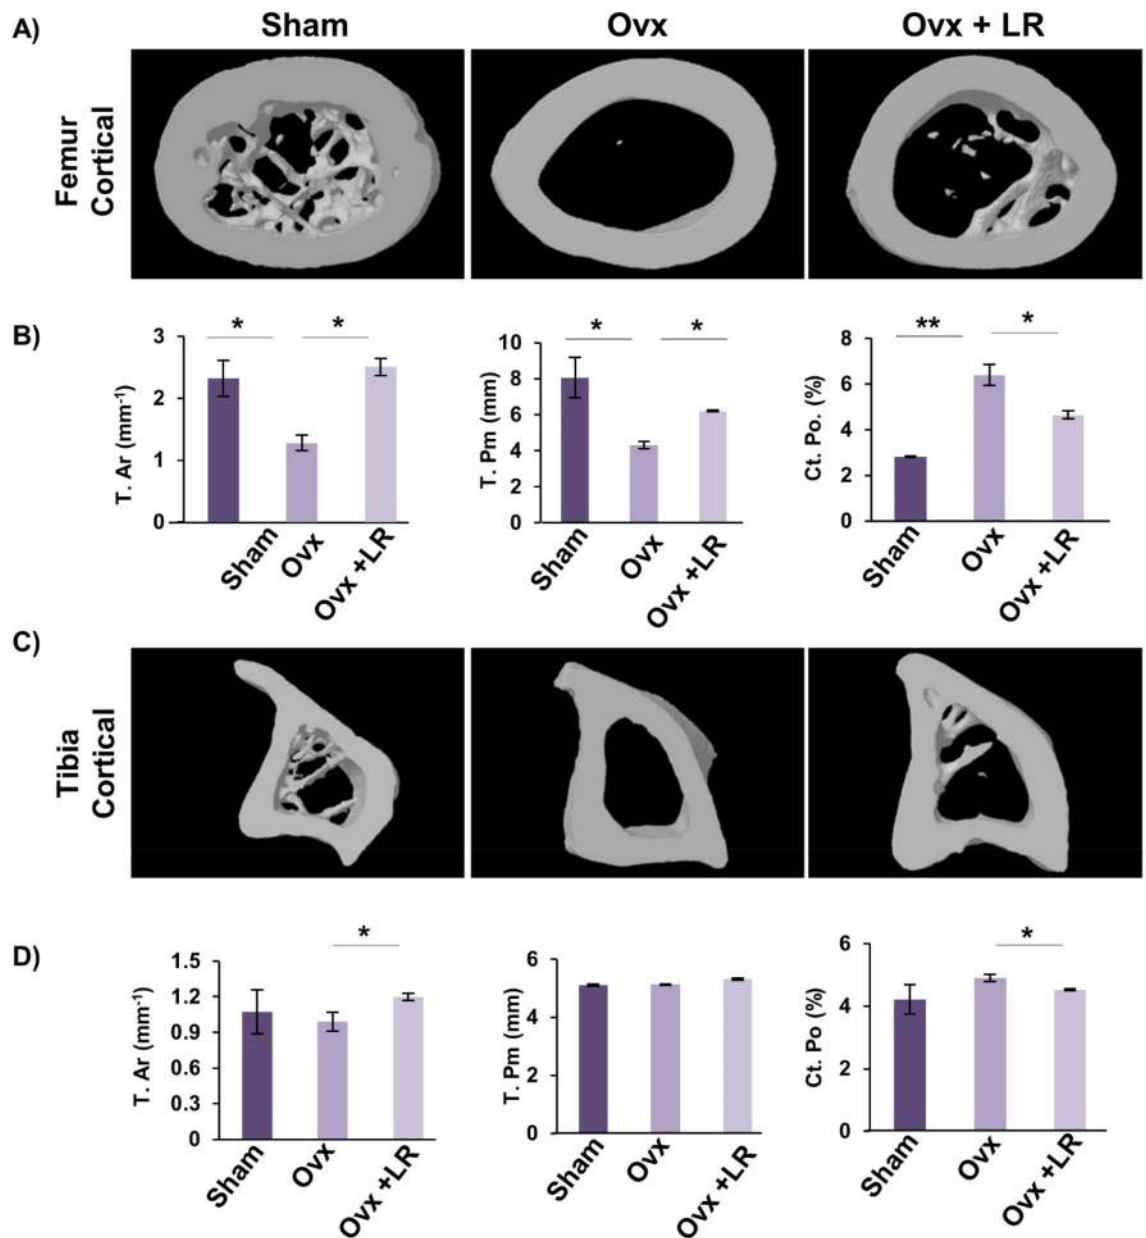 A)
Sham
Ovx
Ovx + LR
Femur
Cortical
B)
T. Ar (mm⁻¹)
3
2
1
0
*
*
Sham
Ovx
Ovx +LR
T. Pm (mm)
10
8
6
4
2
0
*
*
Sham
Ovx
Ovx +LR
Ct. Po. (%)
8
6
4
2
0
**
*
Sham
Ovx
Ovx +LR
C)
Tibia
Cortical
D)
T. Ar (mm⁻¹)
1.5
1.2
0.9
0.6
0.3
0
*
Sham
Ovx
Ovx +LR
T. Pm (mm)
6
4
2
0
Sham
Ovx
Ovx +LR
Ct. Po (%)
6
4
2
0
*
Sham
Ovx
Ovx +LR